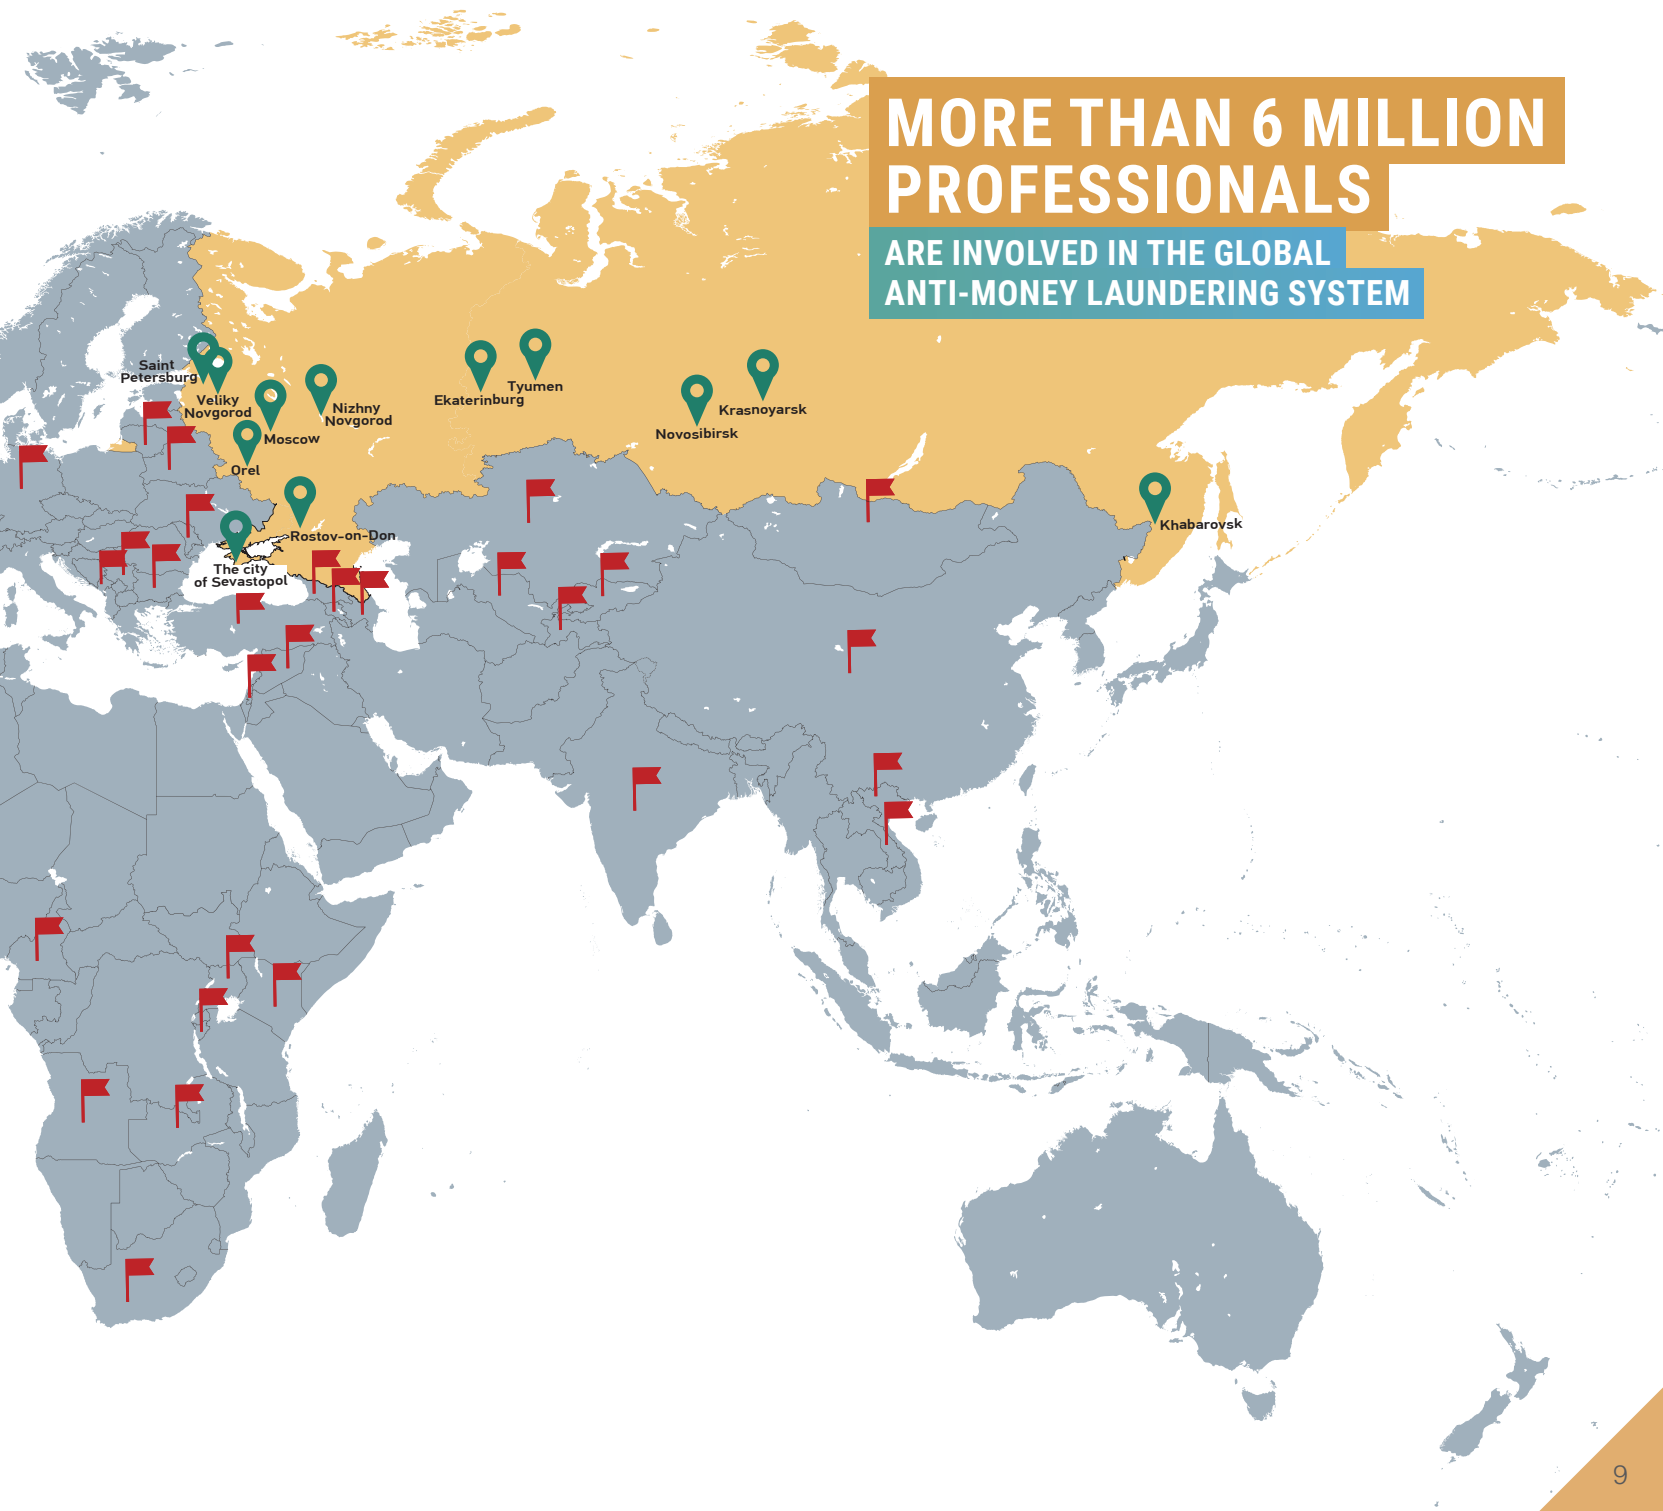 MORE THAN 6 MILLION
PROFESSIONALS
ARE INVOLVED IN THE GLOBAL
ANTI-MONEY LAUNDERING SYSTEM
Saint
Petersburg
Veliky
Novgorod
Moscow
Nizhny
Novgorod
Orel
Ekaterinburg
Tyumen
Novosibirsk
Krasnoyarsk
Rostov-on-Don
The city
of Sevastopol
Khabarovsk
9